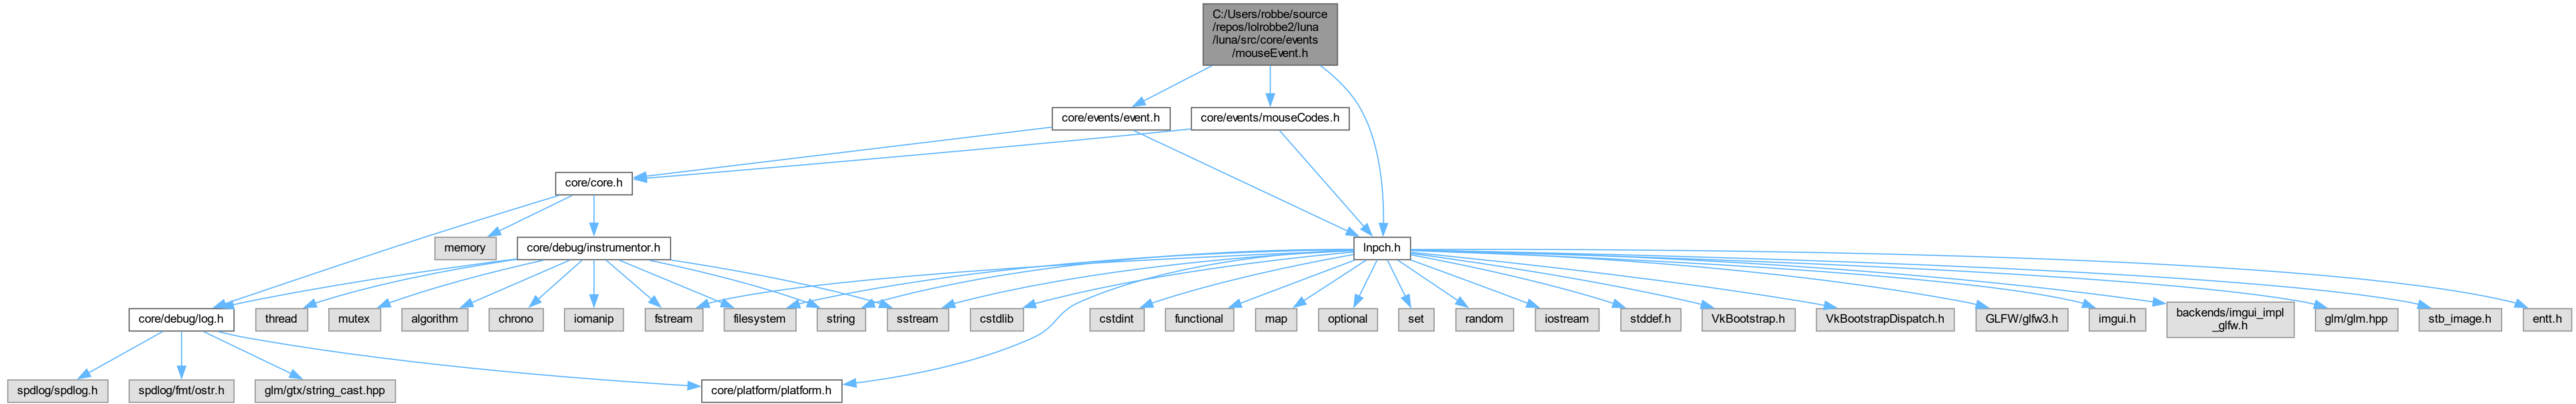 C:/Users/robbe/source
/repos/lolrobbe2/luna
/luna/src/core/events
/mouseEvent.h
core/events/event.h
core/events/mouseCodes.h
core/core.h
memory
core/debug/instrumentor.h
lnpch.h
core/debug/log.h
thread
mutex
algorithm
chrono
iomanip
fstream
filesystem
string
sstream
cstdlib
cstdint
functional
map
optional
set
random
iostream
stddef.h
VkBootstrap.h
VkBootstrapDispatch.h
GLFW/glfw3.h
imgui.h
backends/imgui_impl
_glfw.h
glm/glm.hpp
stb_image.h
entt.h
spdlog/spdlog.h
spdlog/fmt/ostr.h
glm/gtx/string_cast.hpp
core/platform/platform.h